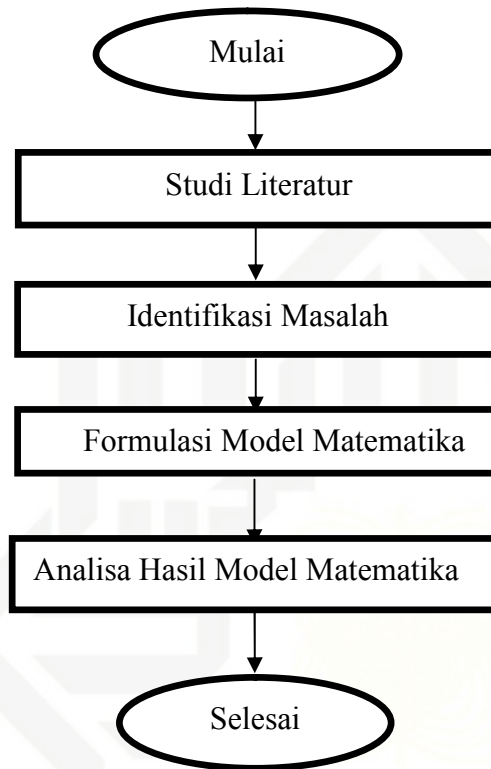 Mulai
Studi Literatur
Identifikasi Masalah
Formulasi Model Matematika
Analisa Hasil Model Matematika
Selesai